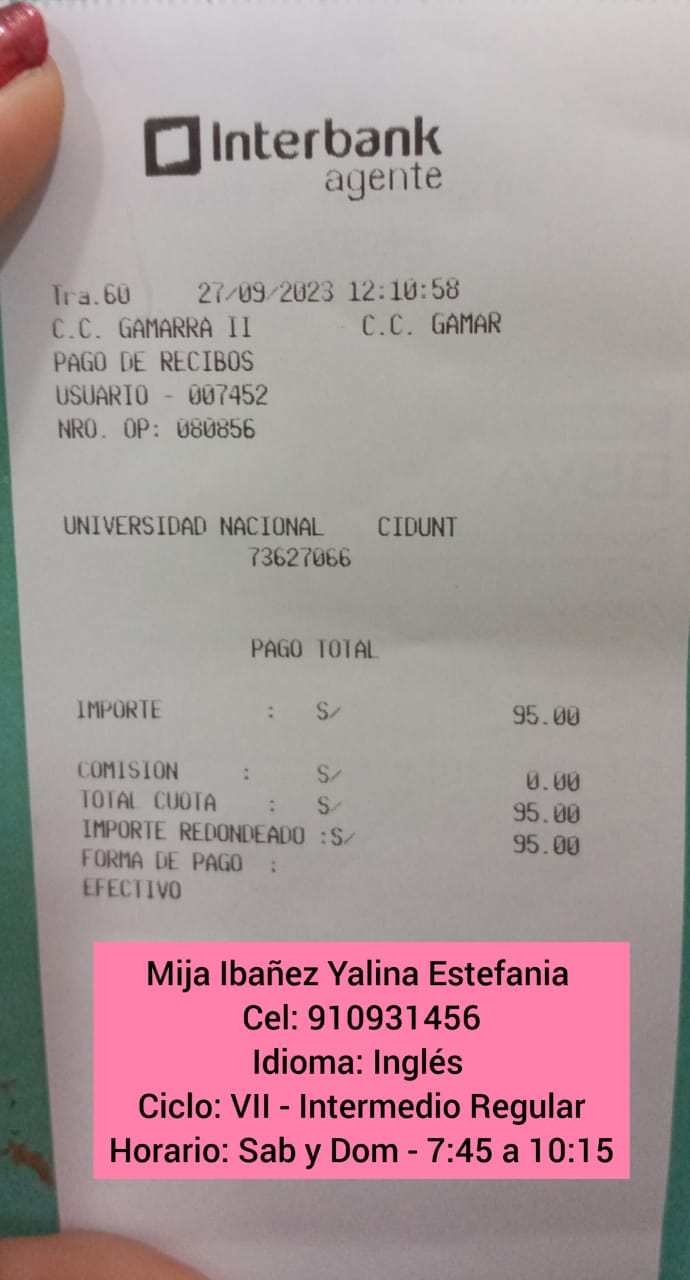 Interbank
agente
Tra.60 27/09/2023 12:10:58
C.C. GAMARRA II - C.C. GAMAR
PAGO DE RECIBOS
USUARIO - 007452
NRO. OP: 080856
UNIVERSIDAD NACIONAL CIDUNT
73627066
PAGO TOTAL
IMPORTE : S/ 95.00
COMISION : S/ 0.00
TOTAL CUOTA : S/ 95.00
IMPORTE REDONDEADO :S/ 95.00
FORMA DE PAGO :
EFECTIVO
Mija Ibañez Yalina Estefania
Cel: 910931456
Idioma: Inglés
Ciclo: VII - Intermedio Regular
Horario: Sab y Dom - 7:45 a 10:15